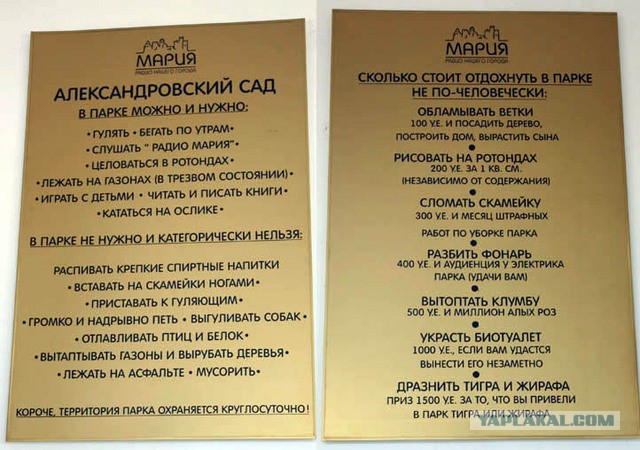 МАРИЯ
РАДИО НАШЕГО ГОРОДА
АЛЕКСАНДРОВСКИЙ САД
В ПАРКЕ МОЖНО И НУЖНО:
•ГУЛЯТЬ • БЕГАТЬ ПО УТРАМ•
•СЛУШАТЬ " РАДИО МАРИЯ"•
•ЦЕЛОВАТЬСЯ В РОТОНДАХ•
•ЛЕЖАТЬ НА ГАЗОНАХ (В ТРЕЗВОМ СОСТОЯНИИ)•
•ИГРАТЬ С ДЕТЬМИ • ЧИТАТЬ И ПИСАТЬ КНИГИ•
•КАТАТЬСЯ НА ОСЛИКЕ•
В ПАРКЕ НЕ НУЖНО И КАТЕГОРИЧЕСКИ НЕЛЬЗЯ:
РАСПИВАТЬ КРЕПКИЕ СПИРТНЫЕ НАПИТКИ
•ВСТАВАТЬ НА СКАМЕЙКИ НОГАМИ•
•ПРИСТАВАТЬ К ГУЛЯЮЩИМ•
•ГРОМКО И НАДРЫВНО ПЕТЬ • ВЫГУЛИВАТЬ СОБАК•
•ОТЛАВЛИВАТЬ ПТИЦ И БЕЛОК•
•ВЫТАПТЫВАТЬ ГАЗОНЫ И ВЫРУБАТЬ ДЕРЕВЬЯ•
•ЛЕЖАТЬ НА АСФАЛЬТЕ • МУСОРИТЬ•
КОРОЧЕ, ТЕРРИТОРИЯ ПАРКА ОХРАНЯЕТСЯ КРУГЛОСУТОЧНО!
МАРИЯ
РАДИО НАШЕГО ГОРОДА
СКОЛЬКО СТОИТ ОТДОХНУТЬ В ПАРКЕ
НЕ ПО-ЧЕЛОВЕЧЕСКИ:
ОБЛАМЫВАТЬ ВЕТКИ
100 У.Е. И ПОСАДИТЬ ДЕРЕВО,
ПОСТРОИТЬ ДОМ, ВЫРАСТИТЬ СЫНА
•
РИСОВАТЬ НА РОТОНДАХ
200 У.Е. ЗА 1 КВ. СМ.
(НЕЗАВИСИМО ОТ СОДЕРЖАНИЯ)
•
СЛОМАТЬ СКАМЕЙКУ
300 У.Е. И МЕСЯЦ ШТРАФНЫХ
РАБОТ ПО УБОРКЕ ПАРКА
•
РАЗБИТЬ ФОНАРЬ
400 У.Е. И АУДИЕНЦИЯ У ЭЛЕКТРИКА
ПАРКА (УДАЧИ ВАМ)
•
ВЫТОПТАТЬ КЛУМБУ
500 У.Е. И МИЛЛИОН АЛЫХ РОЗ
•
УКРАСТЬ БИОТУАЛЕТ
1000 У.Е., ЕСЛИ ВАМ УДАСТСЯ
ВЫНЕСТИ ЕГО НЕЗАМЕТНО
•
ДРАЗНИТЬ ТИГРА И ЖИРАФА
ПРИЗ 1500 У.Е. ЗА ТО, ЧТО ВЫ ПРИВЕЛИ
В ПАРК ТИГРА ИЛИ ЖИРАФА
YAPLAKAL.COM